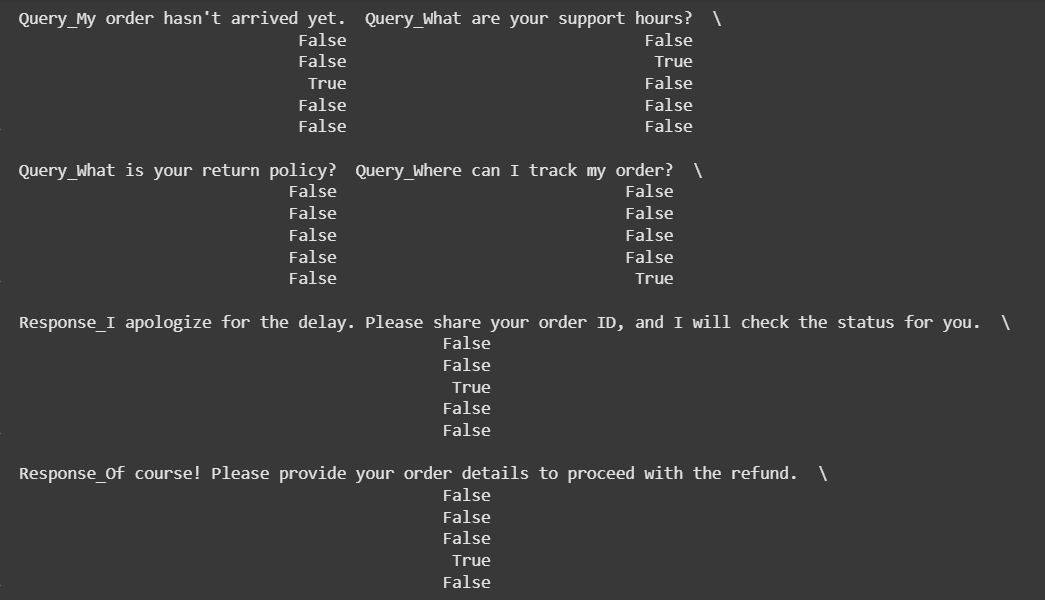 Query_My order hasn't arrived yet.  Query_What are your support hours?  \
False  False
False  True
True  False
False  False
False  False
Query_What is your return policy?  Query_Where can I track my order?  \
False  False
False  False
False  False
False  False
False  True
Response_I apologize for the delay. Please share your order ID, and I will check the status for you.  \
False
False
True
False
False
Response_Of course! Please provide your order details to proceed with the refund.  \
False
False
False
True
False